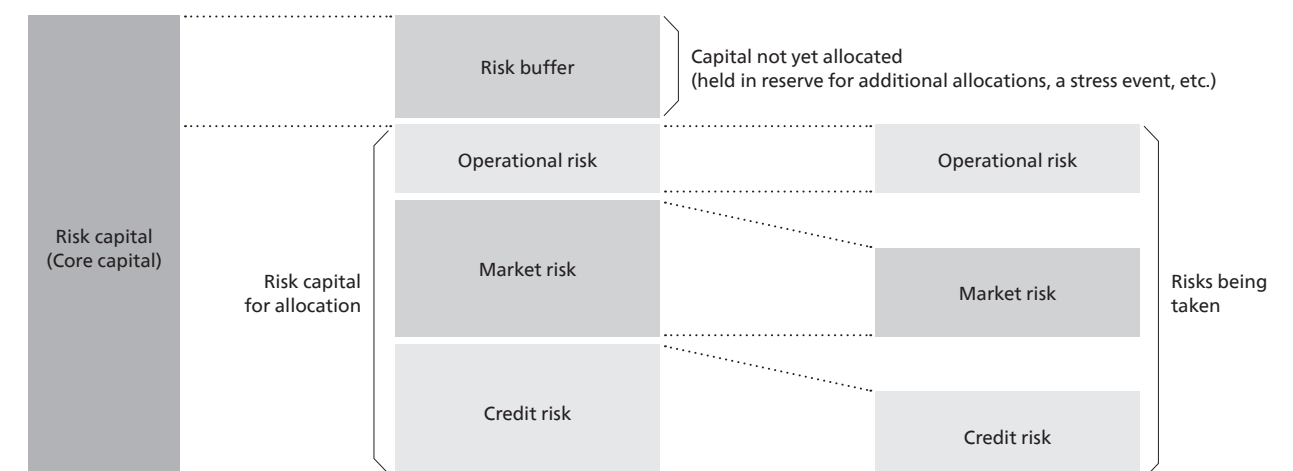 Risk buffer
Capital not yet allocated
(held in reserve for additional allocations, a stress event, etc.)
Operational risk
Operational risk
Risk capital
(Core capital)
Risk capital
for allocation
Market risk
Market risk
Risks being
taken
Credit risk
Credit risk